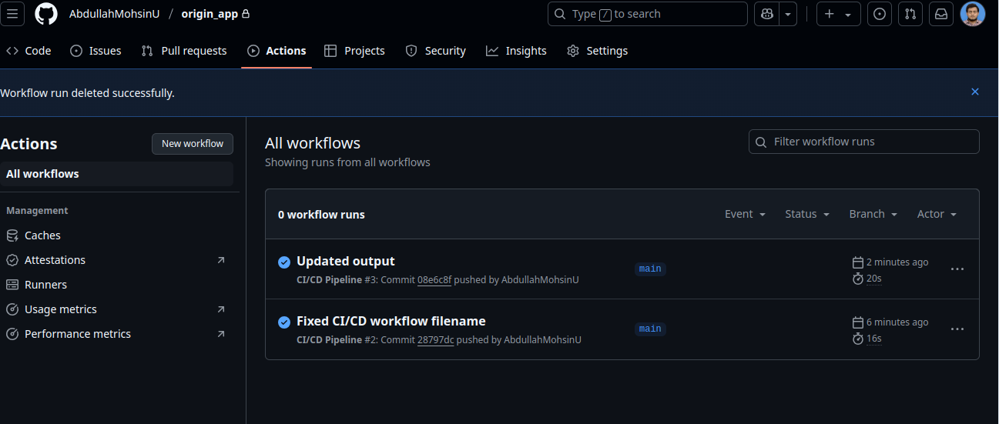 AbdullahMohsinU / origin_app
Type / to search
Code
Issues
Pull requests
Actions
Projects
Security
Insights
Settings
Workflow run deleted successfully.
Actions
New workflow
All workflows
Management
Caches
Attestations
Runners
Usage metrics
Performance metrics
All workflows
Showing runs from all workflows
Filter workflow runs
0 workflow runs
Event
Status
Branch
Actor
Updated output
CI/CD Pipeline #3: Commit 08e6c8f pushed by AbdullahMohsinU
main
2 minutes ago
20s
Fixed CI/CD workflow filename
CI/CD Pipeline #2: Commit 28797dc pushed by AbdullahMohsinU
main
6 minutes ago
16s